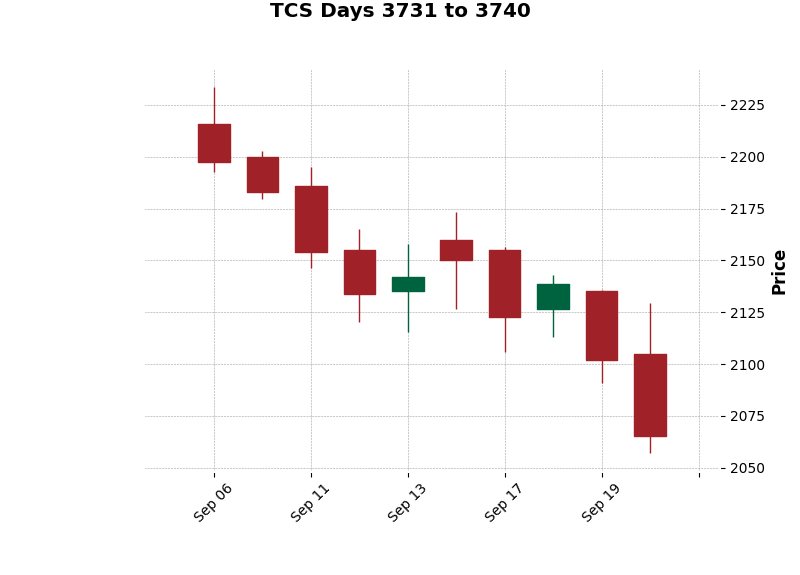 TCS Days 3731 to 3740
2225
2200
2175
2150
2125
2100
2075
2050
Price
Sep 06
Sep 11
Sep 13
Sep 17
Sep 19